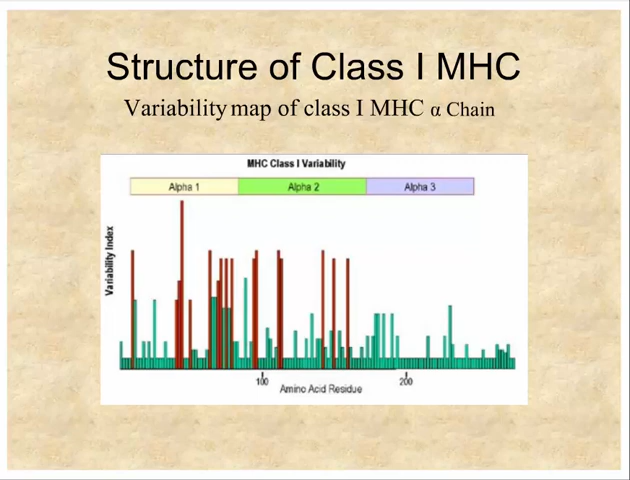 Structure of Class I MHC
Variability map of class I MHC α Chain
MHC Class I Variability
Alpha 1 Alpha 2 Alpha 3
Variability Index
100 200
Amino Acid Residue